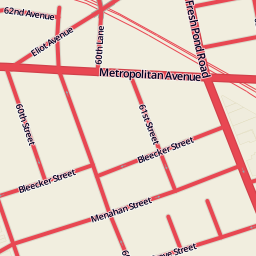 62nd Avenue
Eliot Avenue
60th Lane
Fresh Pond Road
Metropolitan Avenue
60th Street
61st Street
Bleecker Street
Bleecker Street
Menahan Street